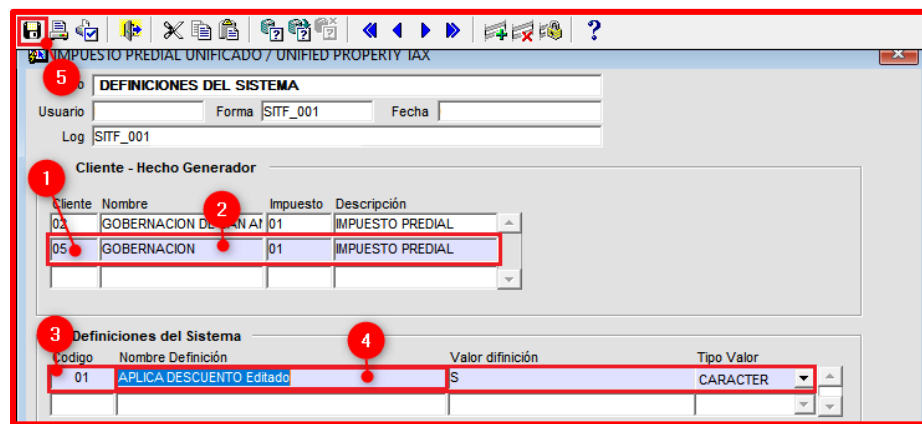 ?
IMPUESTO PREDIAL UNIFICADO / UNIFIED PROPERTY TAX
5
DEFINICIONES DEL SISTEMA
Usuario Forma SITF_001 Fecha
Log SITF_001
Cliente - Hecho Generador
1
2
Cliente Nombre Impuesto Descripción
02 GOBERNACION 01 IMPUESTO PREDIAL
05 GOBERNACION 01 IMPUESTO PREDIAL
3 Definiciones del Sistema
4
Codigo Nombre Definición Valor difinición Tipo Valor
01 APLICA DESCUENTO Editado S CARACTER